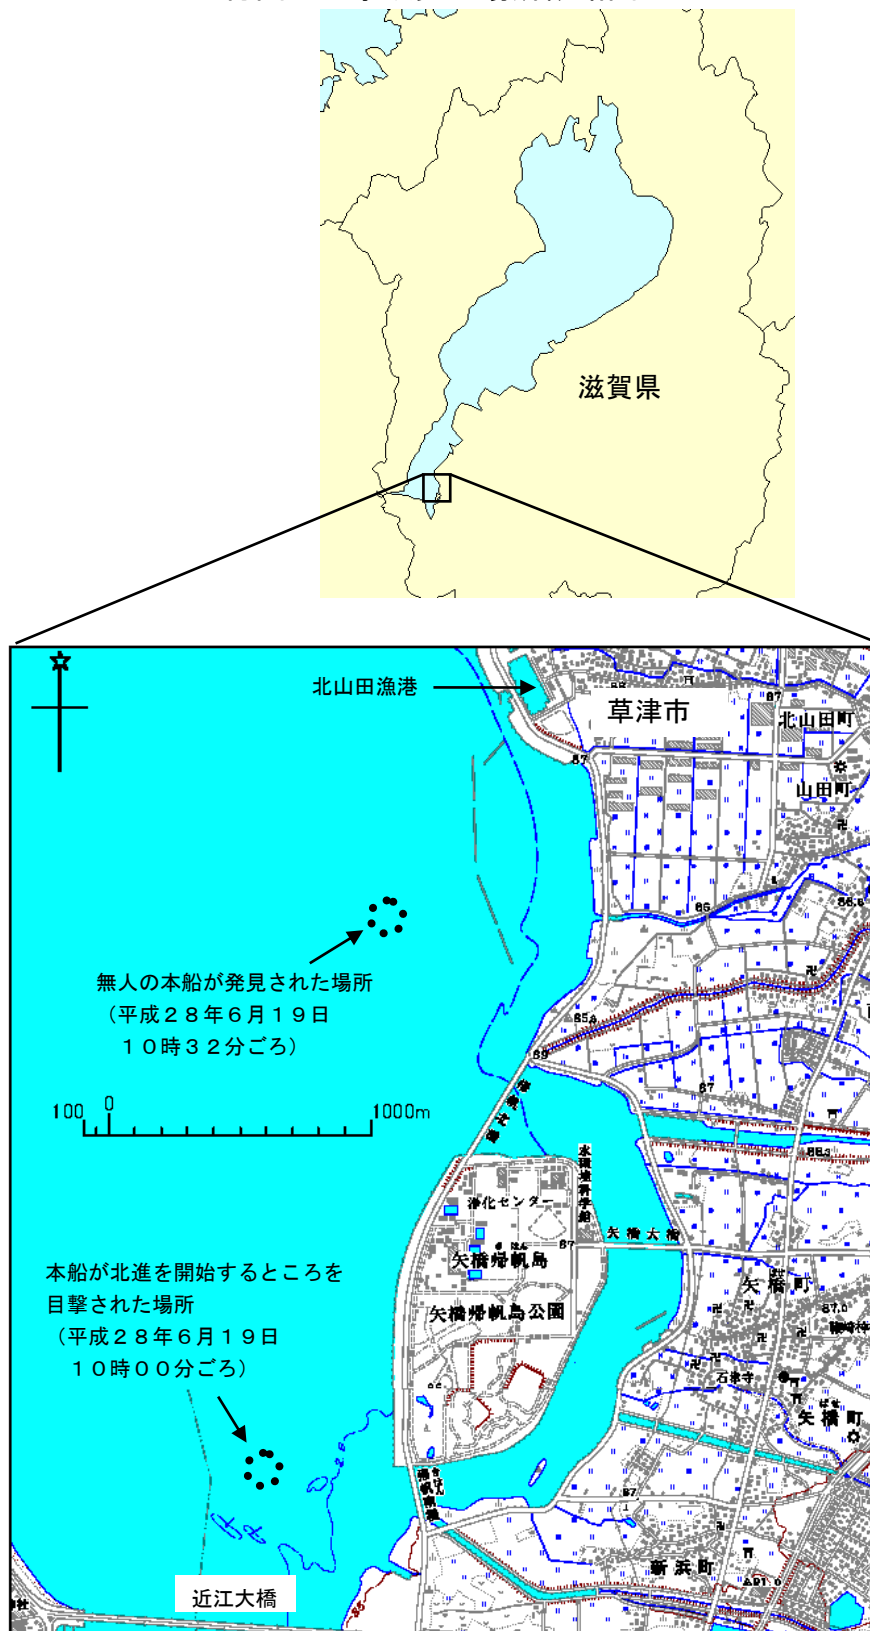 滋賀県
北山田漁港
草津市
北山田町
山田町
無人の本船が発見された場所
（平成２８年６月１９日
１０時３２分ごろ）
100 0 1000m
浄化センター
矢橋大橋
矢橋帰帆島
矢橋帰帆島公園
矢橋町
石津寺
矢橋町
本船が北進を開始するところを
目撃された場所
（平成２８年６月１９日
１０時００分ごろ）
新浜町
近江大橋